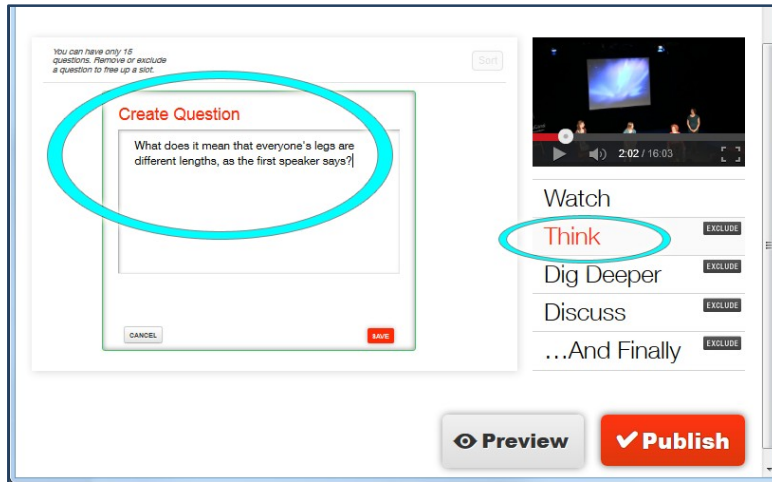 You can have only 15
questions. Remove or exclude
a question to free up a slot.
Sort
Create Question
What does it mean that everyone's legs are
different lengths, as the first speaker says?
CANCEL
SAVE
2:02 / 16:03
Watch
Think
EXCLUDE
Dig Deeper
EXCLUDE
Discuss
EXCLUDE
...And Finally
EXCLUDE
Preview
Publish